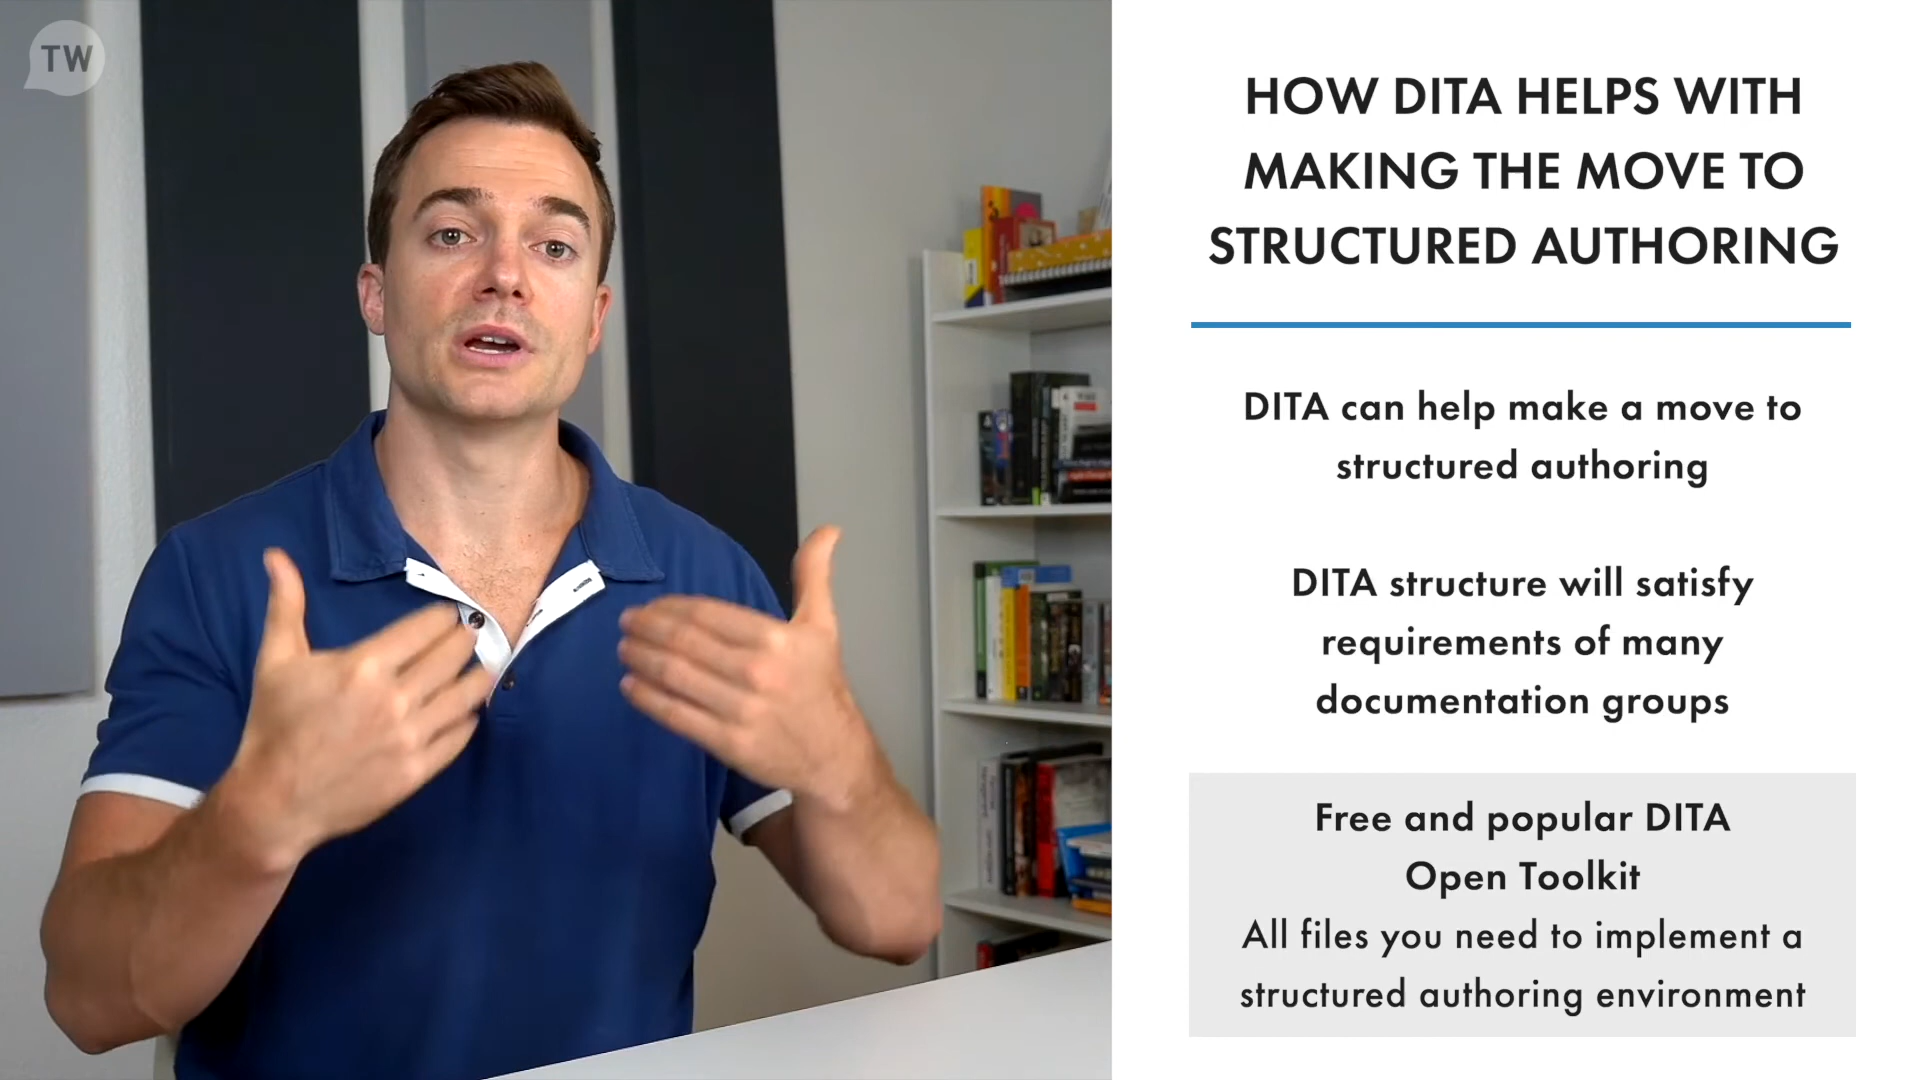 TW
HOW DITA HELPS WITH
MAKING THE MOVE TO
STRUCTURED AUTHORING
DITA can help make a move to
structured authoring
DITA structure will satisfy
requirements of many
documentation groups
Free and popular DITA
Open Toolkit
All files you need to implement a
structured authoring environment